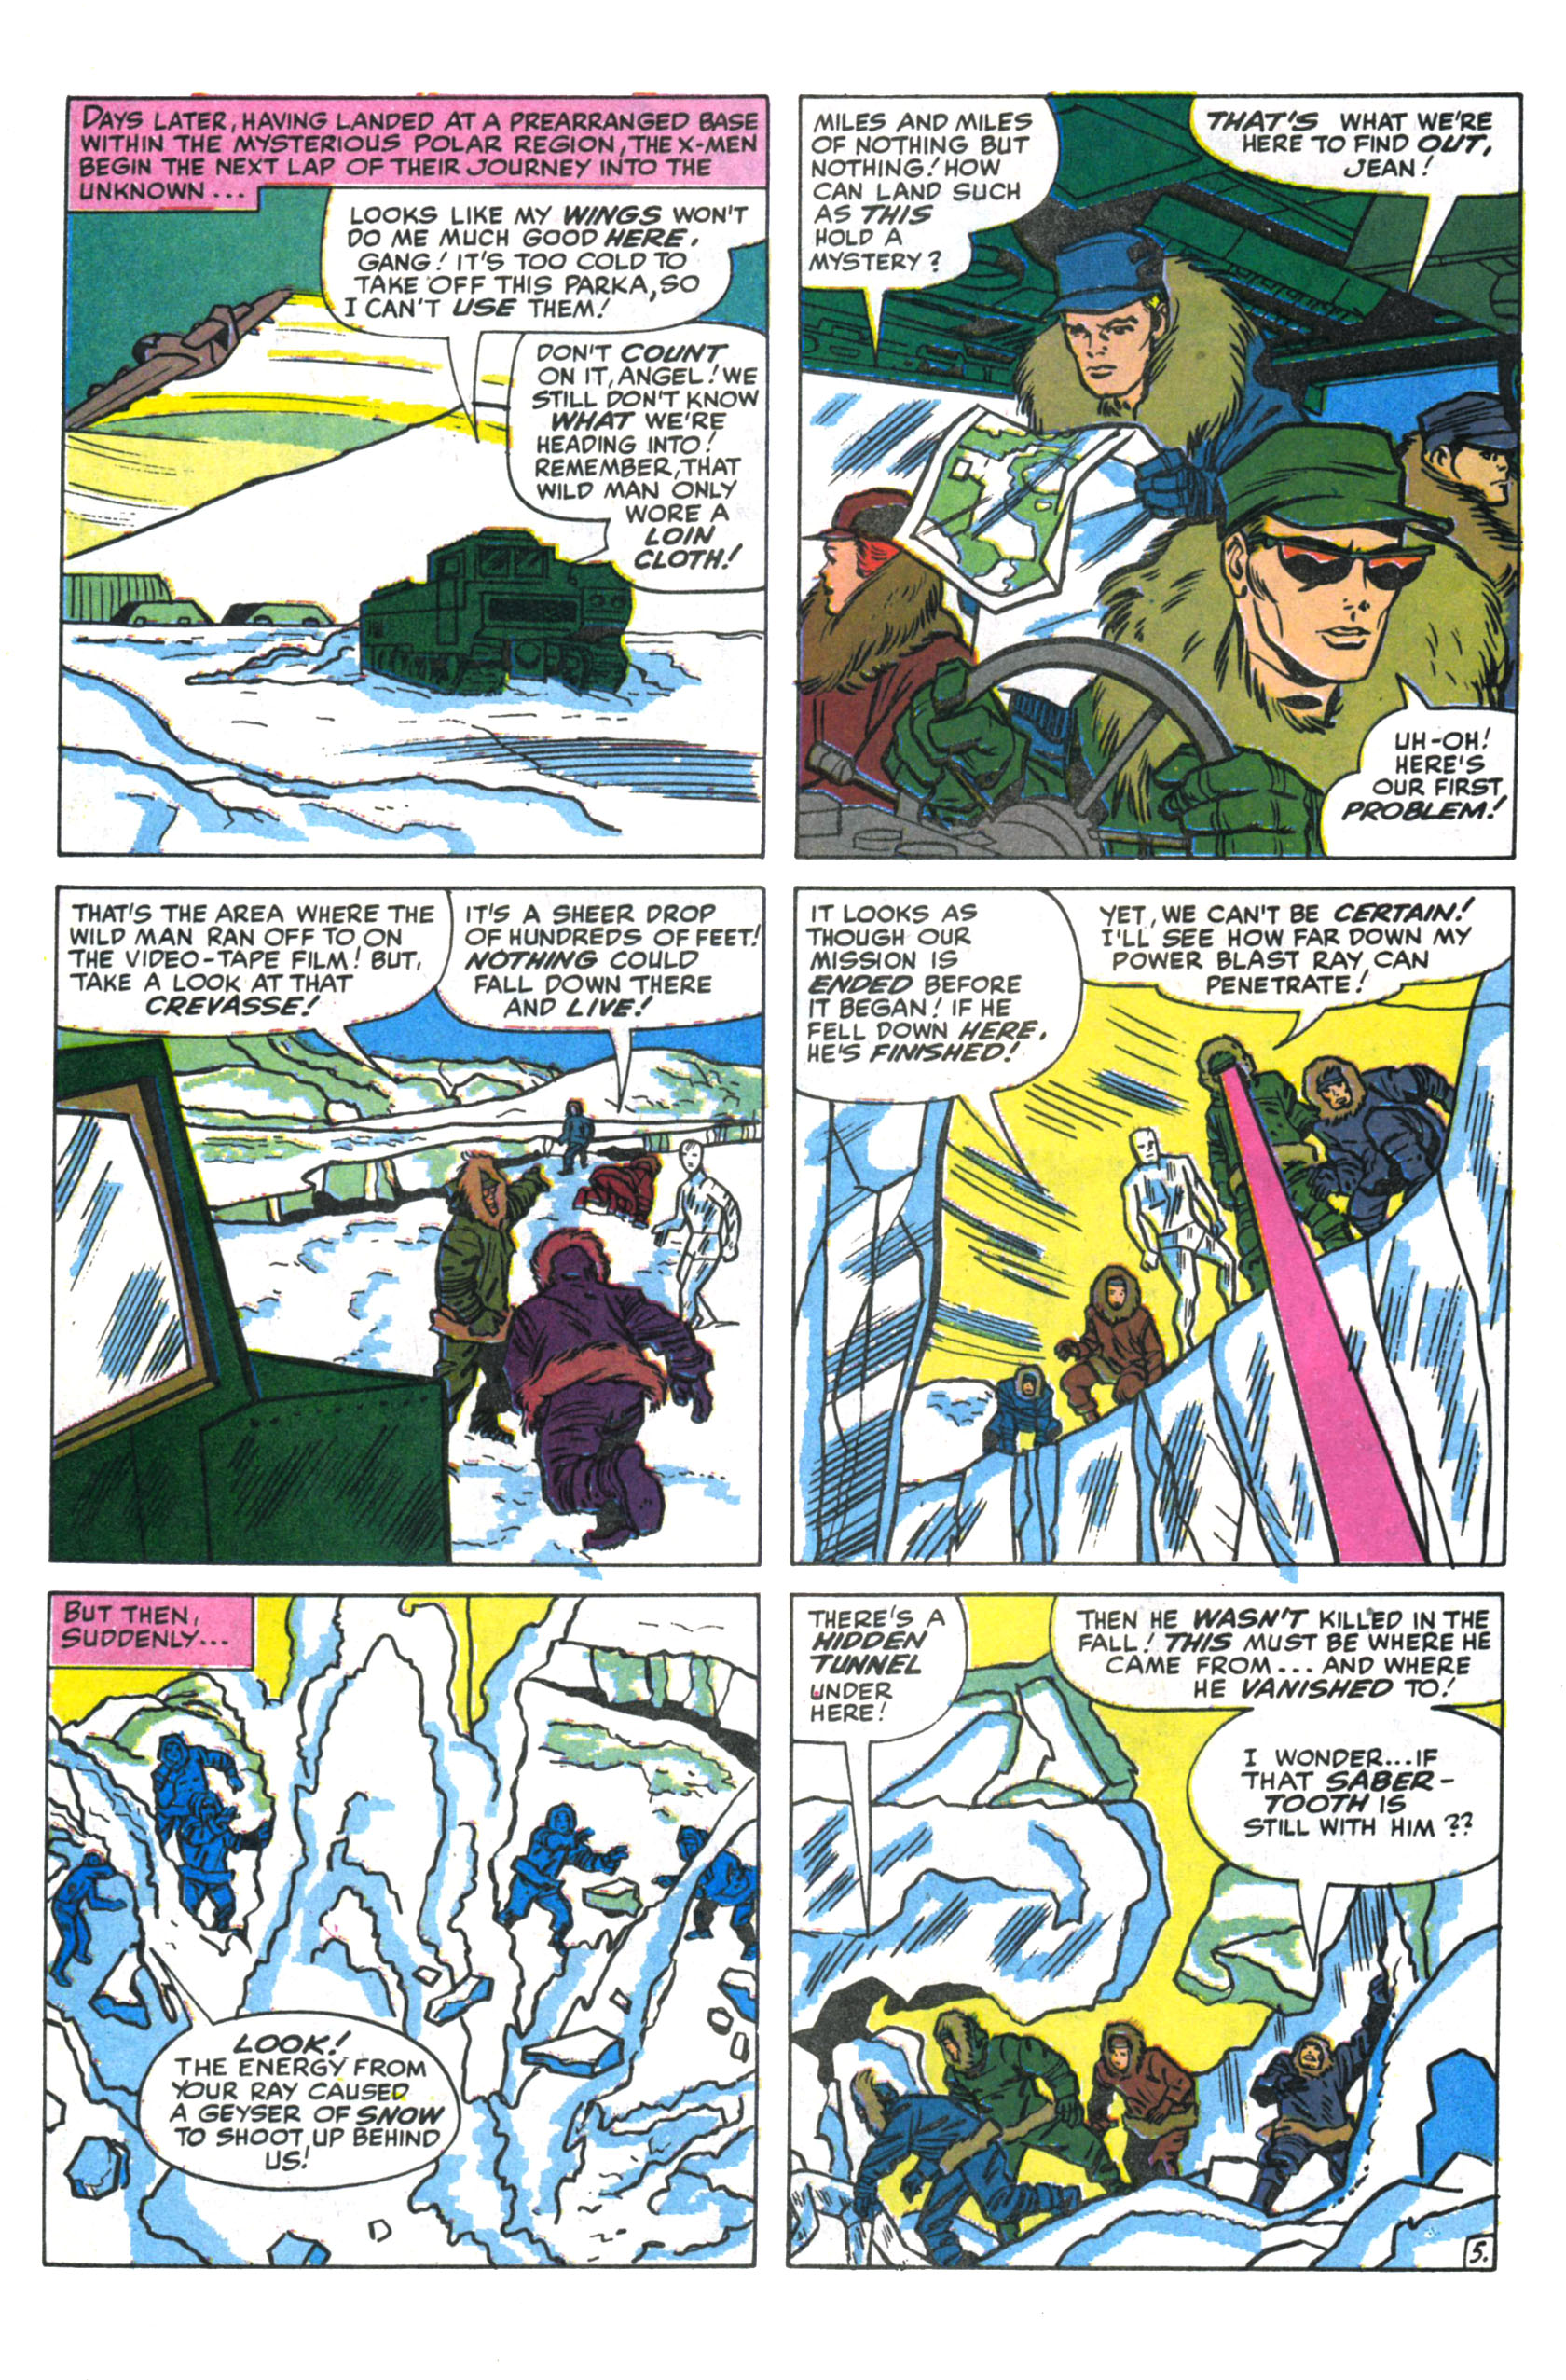 DAYS LATER, HAVING LANDED AT A PREARRANGED BASE
WITHIN THE MYSTERIOUS POLAR REGION, THE X-MEN
BEGIN THE NEXT LAP OF THEIR JOURNEY INTO THE
UNKNOWN...
LOOKS LIKE MY WINGS WON'T
DO ME MUCH GOOD HERE,
GANG! IT'S TOO COLD TO
TAKE OFF THIS PARKA, SO
I CAN'T USE THEM!
DON'T COUNT
ON IT, ANGEL! WE
STILL DON'T KNOW
WHAT WE'RE
HEADING INTO!
REMEMBER, THAT
WILD MAN ONLY
WORE A
LOIN
CLOTH!
MILES AND MILES
OF NOTHING BUT
NOTHING! HOW
CAN LAND SUCH
AS THIS
HOLD A
MYSTERY?
THAT'S WHAT WE'RE
HERE TO FIND OUT,
JEAN!
UH-OH!
HERE'S
OUR FIRST
PROBLEM!
THAT'S THE AREA WHERE THE
WILD MAN RAN OFF TO ON
THE VIDEO-TAPE FILM! BUT,
TAKE A LOOK AT THAT
CREVASSE!
IT'S A SHEER DROP
OF HUNDREDS OF FEET!
NOTHING COULD
FALL DOWN THERE
AND LIVE!
IT LOOKS AS
THOUGH OUR
MISSION IS
ENDED BEFORE
IT BEGAN! IF HE
FELL DOWN HERE,
HE'S FINISHED!
YET, WE CAN'T BE CERTAIN!
I'LL SEE HOW FAR DOWN MY
POWER BLAST RAY CAN
PENETRATE!
BUT THEN,
SUDDENLY...
LOOK!
THE ENERGY FROM
YOUR RAY CAUSED
A GEYSER OF SNOW
TO SHOOT UP BEHIND
US!
THERE'S A
HIDDEN
TUNNEL
UNDER
HERE!
THEN HE WASN'T KILLED IN THE
FALL! THIS MUST BE WHERE HE
CAME FROM... AND WHERE
HE VANISHED TO!
I WONDER...IF
THAT SABER-
TOOTH IS
STILL WITH HIM??
5.